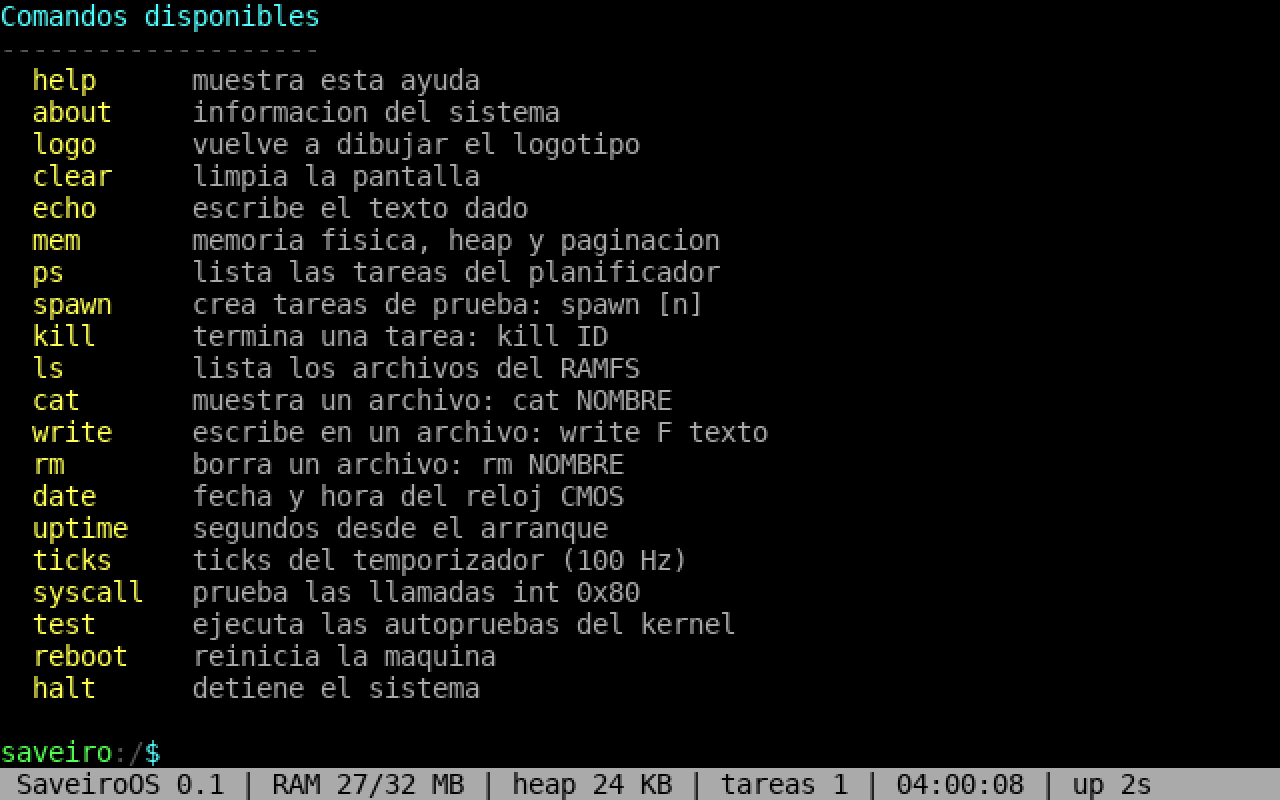 Comandos disponibles
--------------------
help muestra esta ayuda
about informacion del sistema
logo vuelve a dibujar el logotipo
clear limpia la pantalla
echo escribe el texto dado
mem memoria fisica, heap y paginacion
ps lista las tareas del planificador
spawn crea tareas de prueba: spawn [n]
kill termina una tarea: kill ID
ls lista los archivos del RAMFS
cat muestra un archivo: cat NOMBRE
write escribe en un archivo: write F texto
rm borra un archivo: rm NOMBRE
date fecha y hora del reloj CMOS
uptime segundos desde el arranque
ticks ticks del temporizador (100 Hz)
syscall prueba las llamadas int 0x80
test ejecuta las autopruebas del kernel
reboot reinicia la maquina
halt detiene el sistema
saveiro:/$
SaveiroOS 0.1 | RAM 27/32 MB | heap 24 KB | tareas 1 | 04:00:08 | up 2s